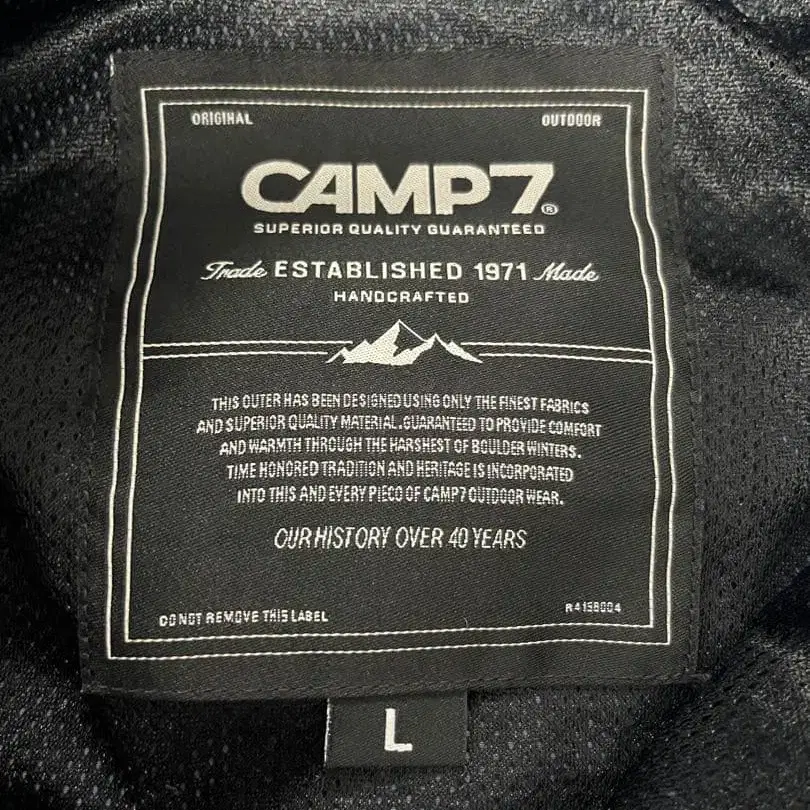 ORIGINAL OUTDOOR
CAMP7®
SUPERIOR QUALITY GUARANTEED
Trade ESTABLISHED 1971 Made
HANDCRAFTED
THIS OUTER HAS BEEN DESIGNED USING ONLY THE FINEST FABRICS
AND SUPERIOR QUALITY MATERIAL.GUARANTEED TO PROVIDE COMFORT
AND WARMTH THROUGH THE HARSHEST OF BOULDER WINTERS.
TIME HONORED TRADITION AND HERITAGE IS INCORPORATED
INTO THIS AND EVERY PIECO OF CAMP7 OUTDOOR WEAR.
OUR HISTORY OVER 40 YEARS
DO NOT REMOVE THIS LABEL
L